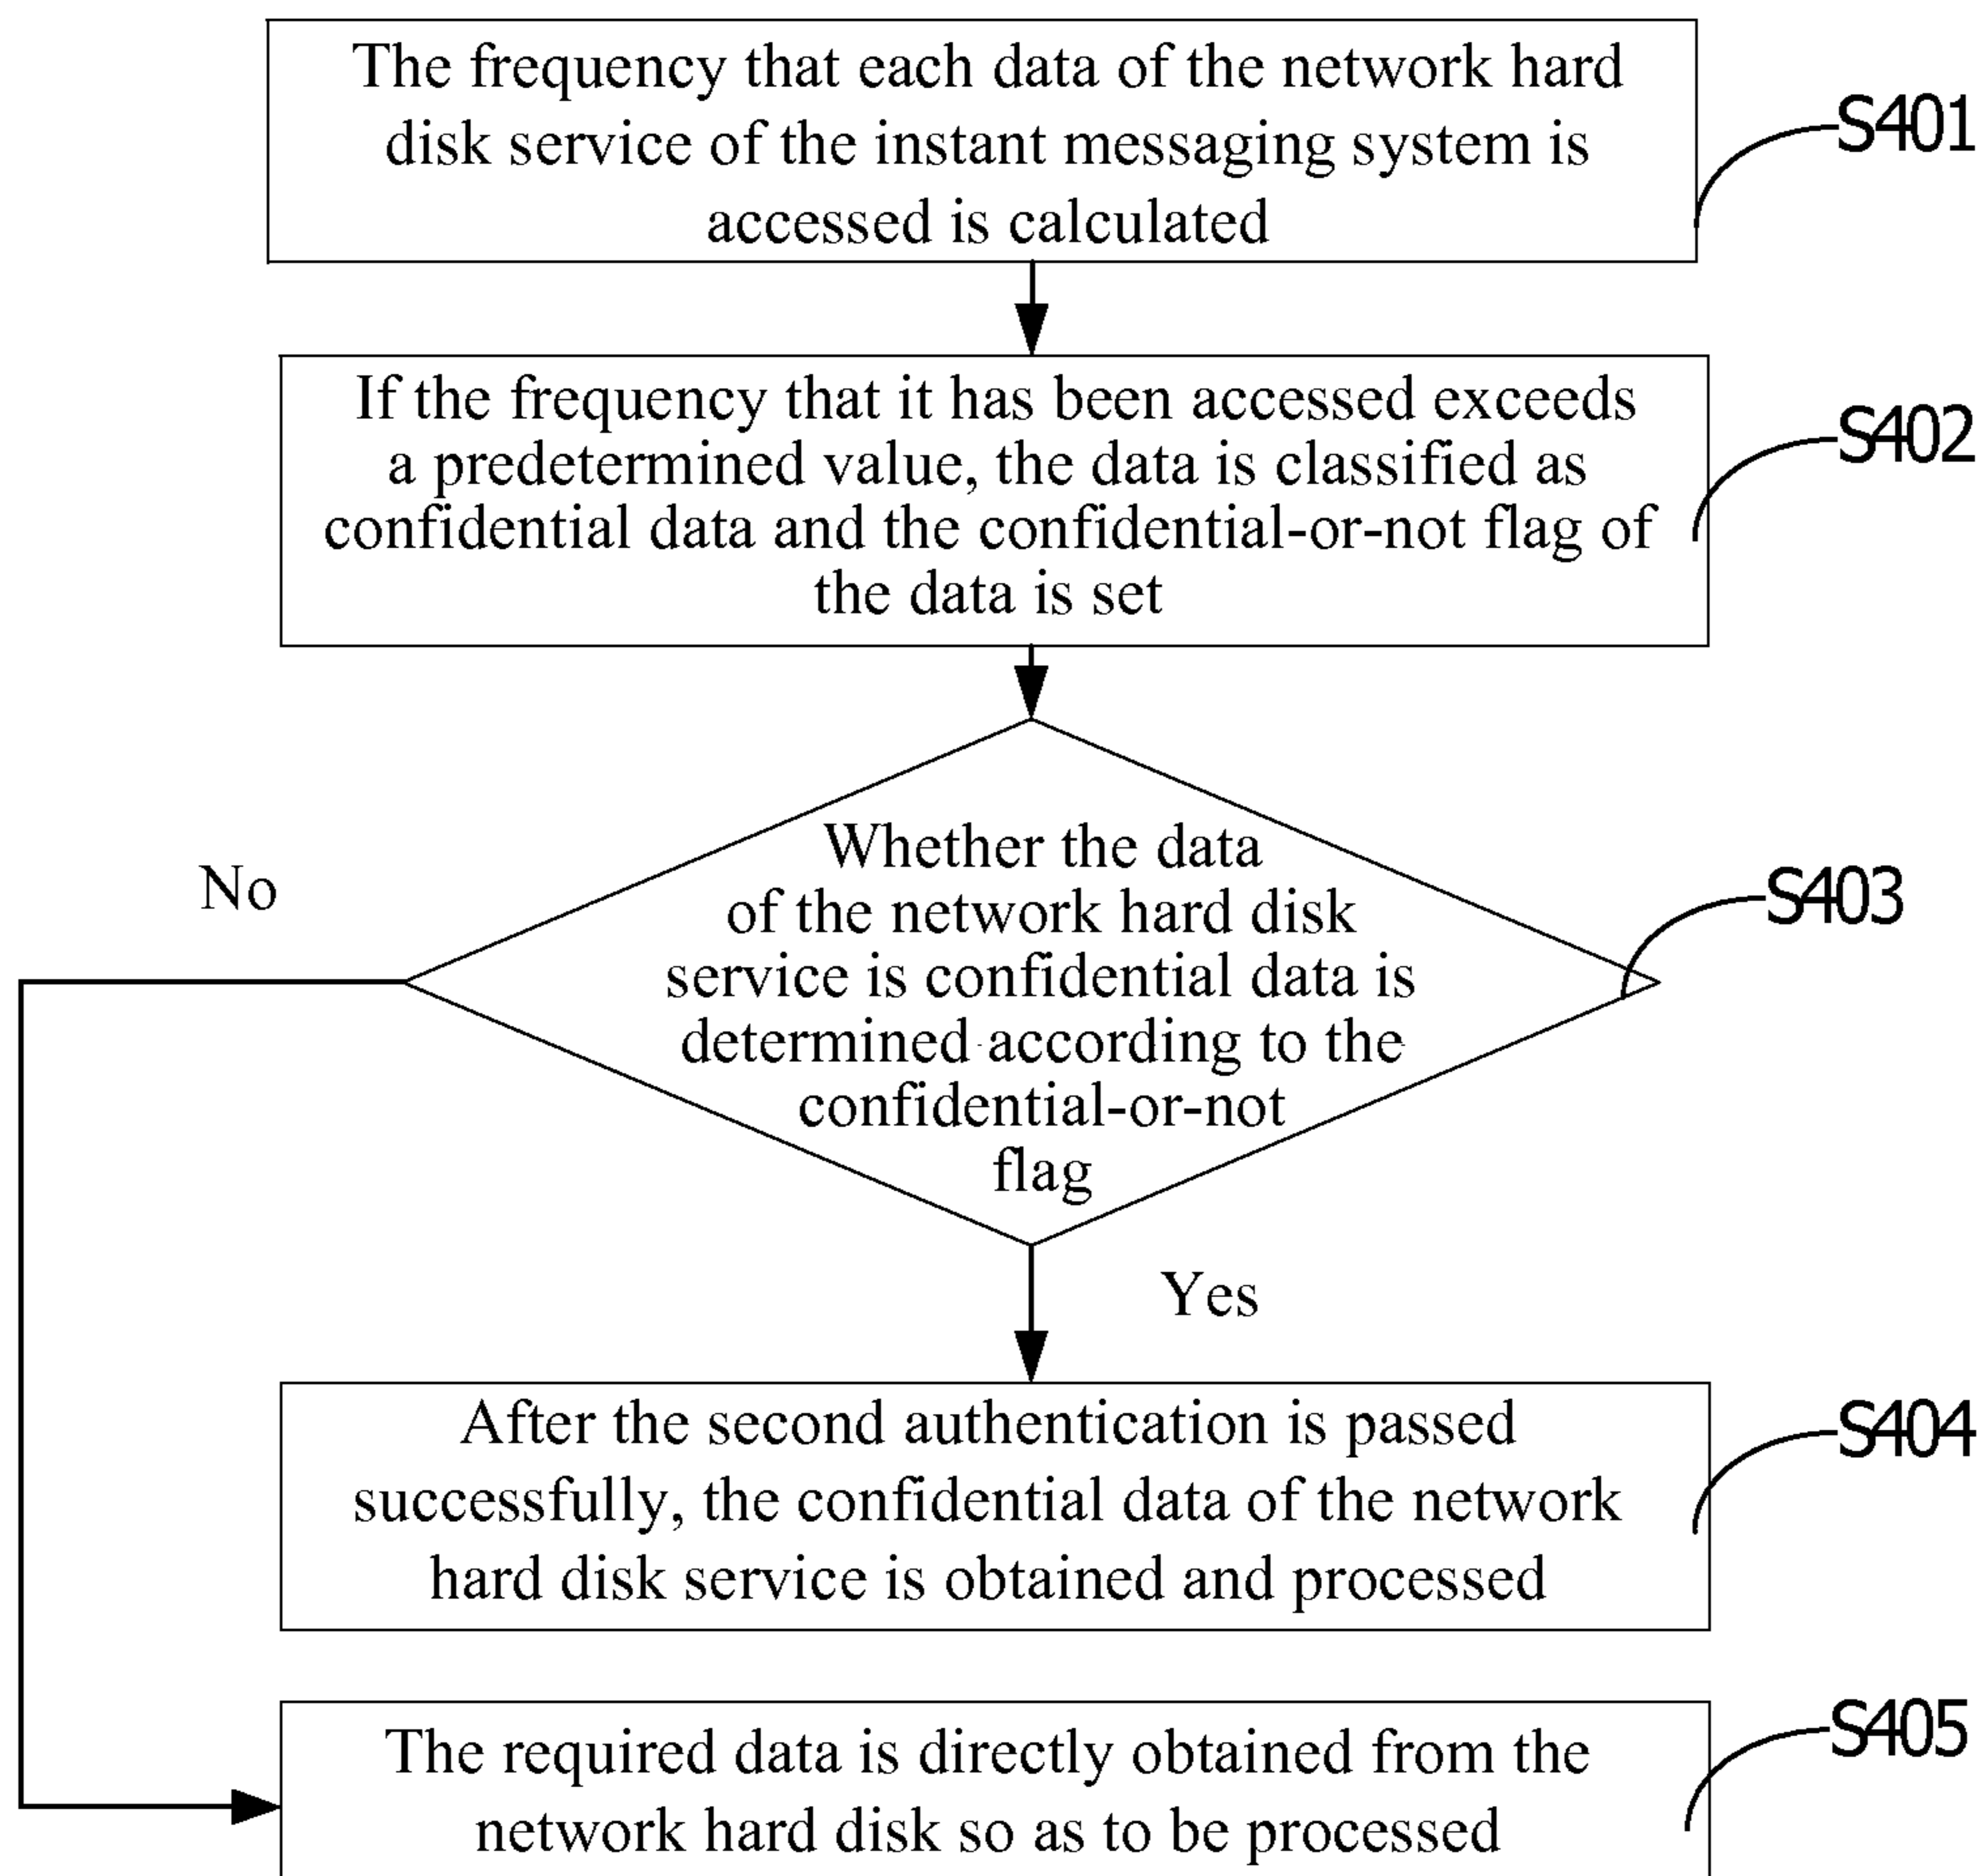 The frequency that each data of the network hard
disk service of the instant messaging system is
accessed is calculated
S401
If the frequency that it has been accessed exceeds
a predetermined value, the data is classified as
confidential data and the confidential-or-not flag of
the data is set
S402
Whether the data
of the network hard disk
service is confidential data is
determined according to the
confidential-or-not
flag
S403
No
Yes
After the second authentication is passed
successfully, the confidential data of the network
hard disk service is obtained and processed
S404
The required data is directly obtained from the
network hard disk so as to be processed
S405